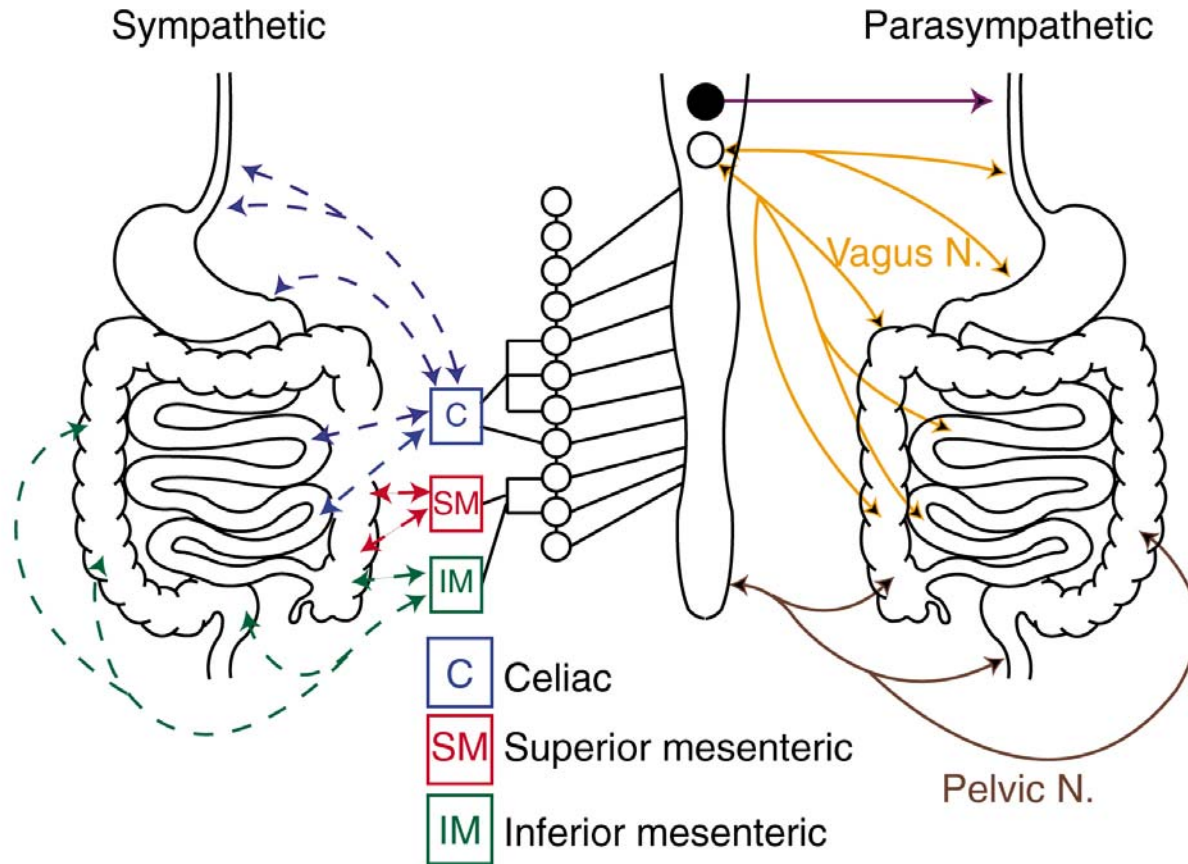 Sympathetic
Parasympathetic
Vagus N.
C
SM
IM
C Celiac
SM Superior mesenteric
IM Inferior mesenteric
Pelvic N.